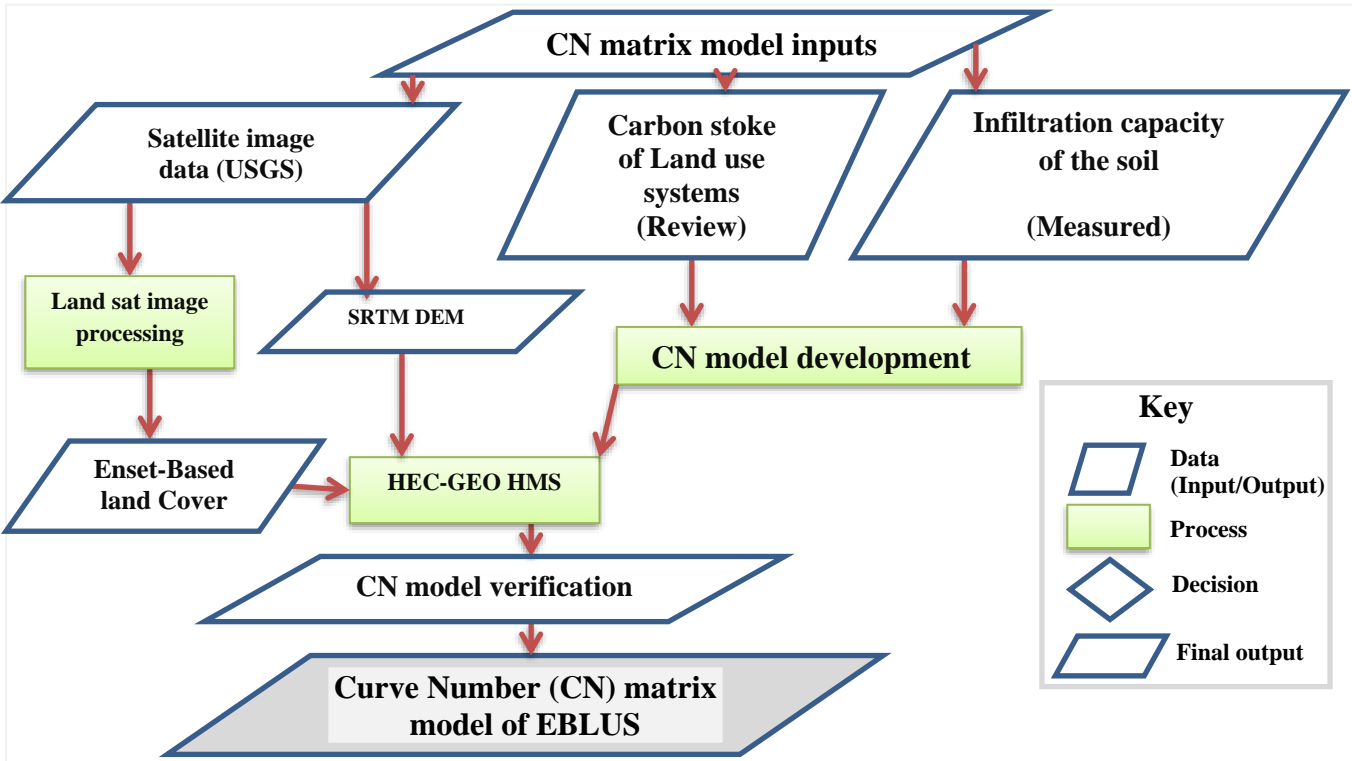 CN matrix model inputs
Satellite image
data (USGS)
Carbon stoke
of Land use
systems
(Review)
Infiltration capacity
of the soil
(Measured)
Land sat image
processing
SRTM DEM
CN model development
Enset-Based
land Cover
HEC-GEO HMS
CN model verification
Curve Number (CN) matrix
model of EBLUS
Key
Data
(Input/Output)
Process
Decision
Final output